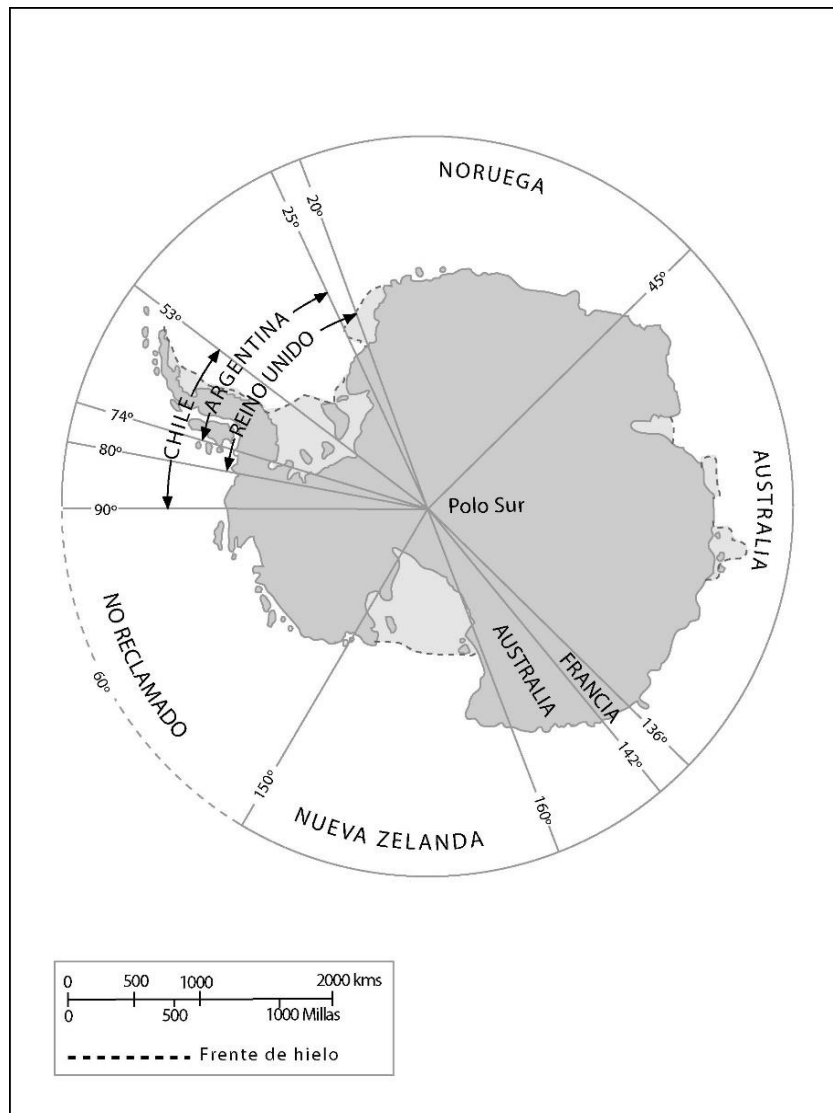 NORUEGA
20º
25º
45º
53º
ARGENTINA
REINO UNIDO
CHILE
74º
80º
90º
Polo Sur
AUSTRALIA
NO RECLAMADO
60º
AUSTRALIA
FRANCIA
136º
142º
150º
160º
NUEVA ZELANDA
0 500 1000 2000 kms
0 500 1000 Millas
Frente de hielo